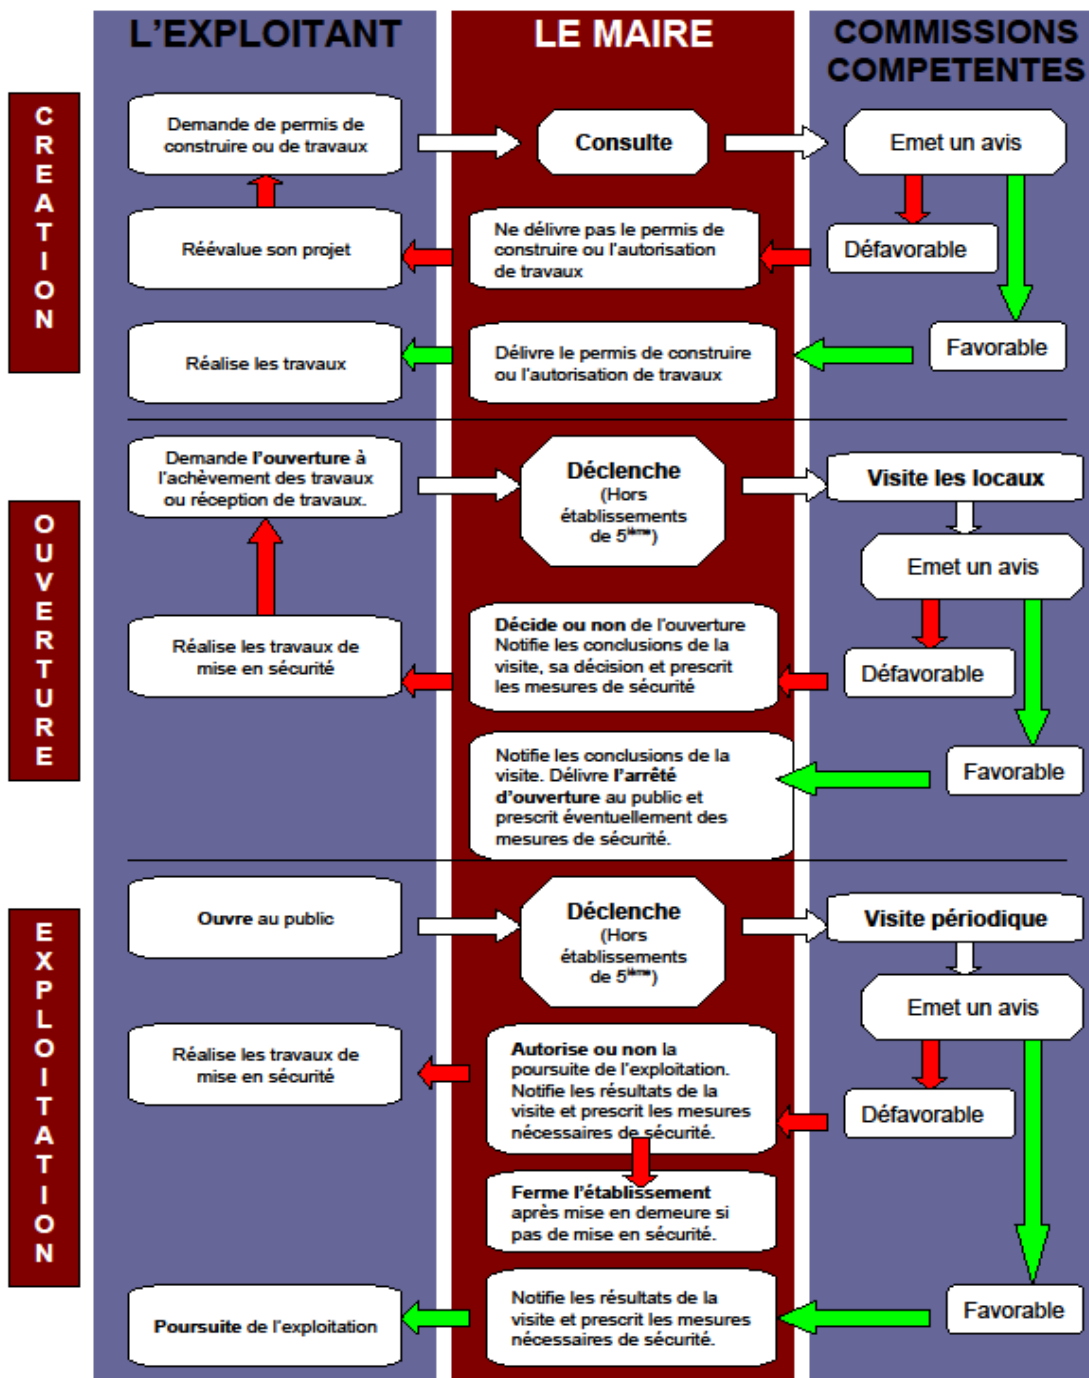 L'EXPLOITANT
LE MAIRE
COMMISSIONS
COMPETENTES
CREATION
Demande de permis de
construire ou de travaux
Consulte
Emet un avis
Réévalue son projet
Ne délivre pas le permis de
construire ou l'autorisation
de travaux
Défavorable
Réalise les travaux
Délivre le permis de construire
ou l'autorisation de travaux
Favorable
OUVERTURE
Demande l'ouverture à
l'achèvement des travaux
ou réception de travaux.
Déclenche
(Hors
établissements
de 5ième)
Visite les locaux
Emet un avis
Réalise les travaux de
mise en sécurité
Décide ou non de l'ouverture
Notifie les conclusions de la
visite, sa décision et prescrit
les mesures de sécurité
Défavorable
Notifie les conclusions de la
visite. Délivre l'arrêté
d'ouverture au public et
prescrit éventuellement des
mesures de sécurité.
Favorable
EXPLOITATION
Ouvre au public
Déclenche
(Hors
établissements
de 5ième)
Visite périodique
Emet un avis
Réalise les travaux de
mise en sécurité
Autorise ou non la
poursuite de l'exploitation.
Notifie les résultats de la
visite et prescrit les mesures
nécessaires de sécurité.
Défavorable
Ferme l'établissement
après mise en demeure si
pas de mise en sécurité.
Poursuite de l'exploitation
Notifie les résultats de la
visite et prescrit les mesures
nécessaires de sécurité.
Favorable